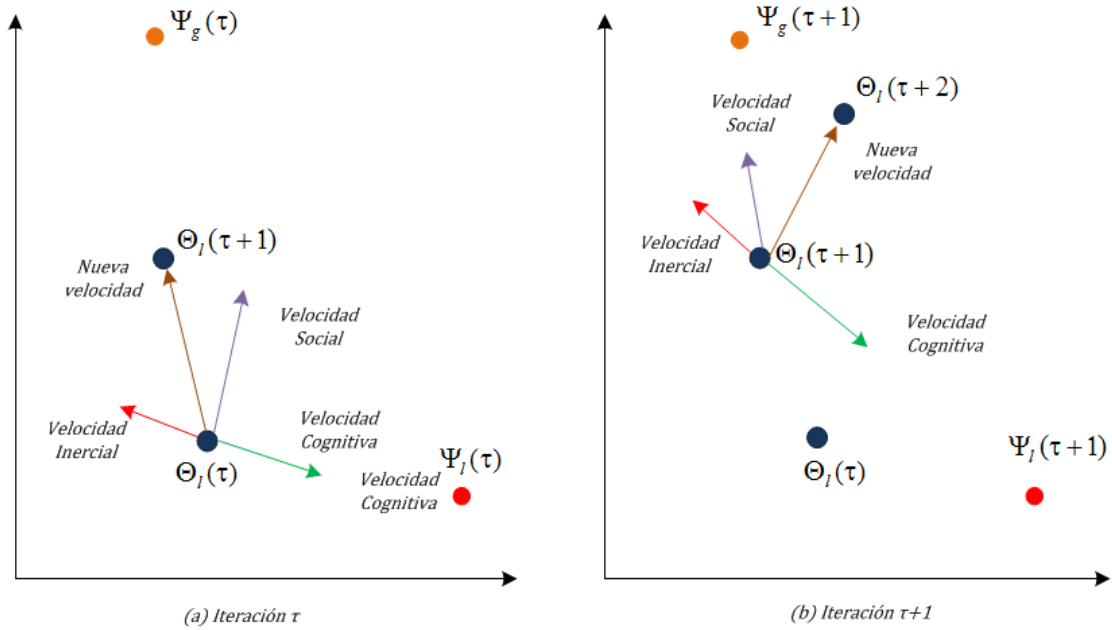 Ψg(τ)
Θl(τ+1)
Nueva
velocidad
Velocidad
Social
Velocidad
Inercial
Velocidad
Cognitiva
Θl(τ)
Velocidad
Cognitiva
Ψl(τ)
(a) Iteración τ
Ψg(τ+1)
Θl(τ+2)
Velocidad
Social
Nueva
velocidad
Velocidad
Inercial
Θl(τ+1)
Velocidad
Cognitiva
Θl(τ)
Ψl(τ+1)
(b) Iteración τ+1